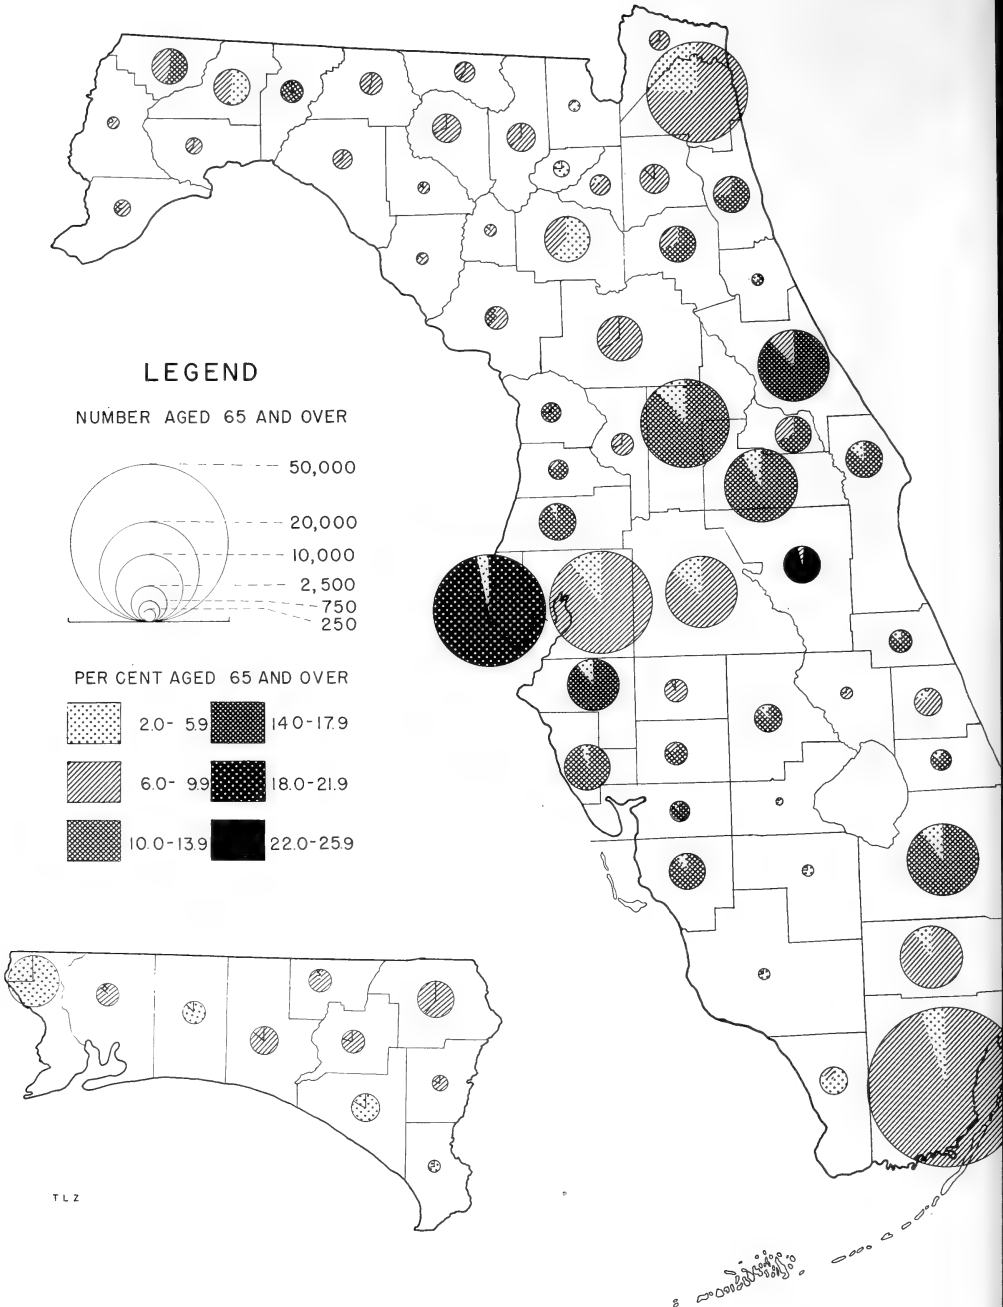 LEGEND
NUMBER AGED 65 AND OVER
50,000
20,000
10,000
2,500
750
250
PER CENT AGED 65 AND OVER
2.0- 5.9 14.0-17.9
6.0- 9.9 18.0-21.9
10.0-13.9 22.0-25.9
TLZ